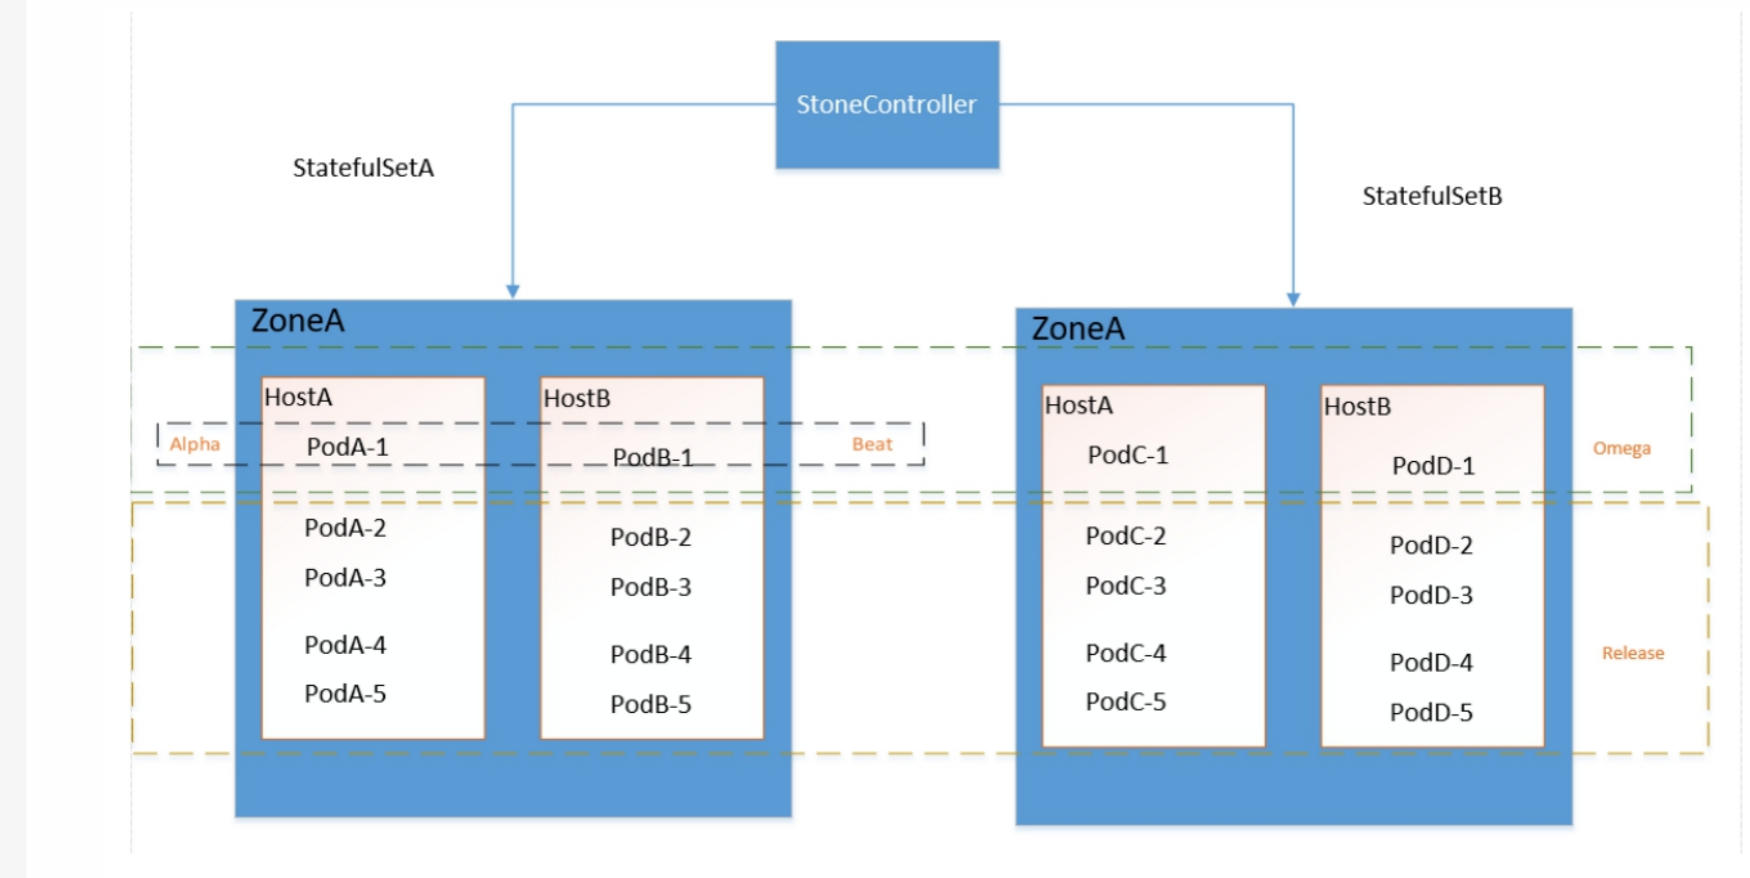 StoneController
StatefulSetA
StatefulSetB
ZoneA
HostA
HostB
Alpha
PodA-1
PodB-1
Beat
PodA-2
PodB-2
PodA-3
PodB-3
PodA-4
PodB-4
PodA-5
PodB-5
ZoneA
HostA
HostB
PodC-1
PodD-1
Omega
PodC-2
PodD-2
PodC-3
PodD-3
PodC-4
PodD-4
Release
PodC-5
PodD-5